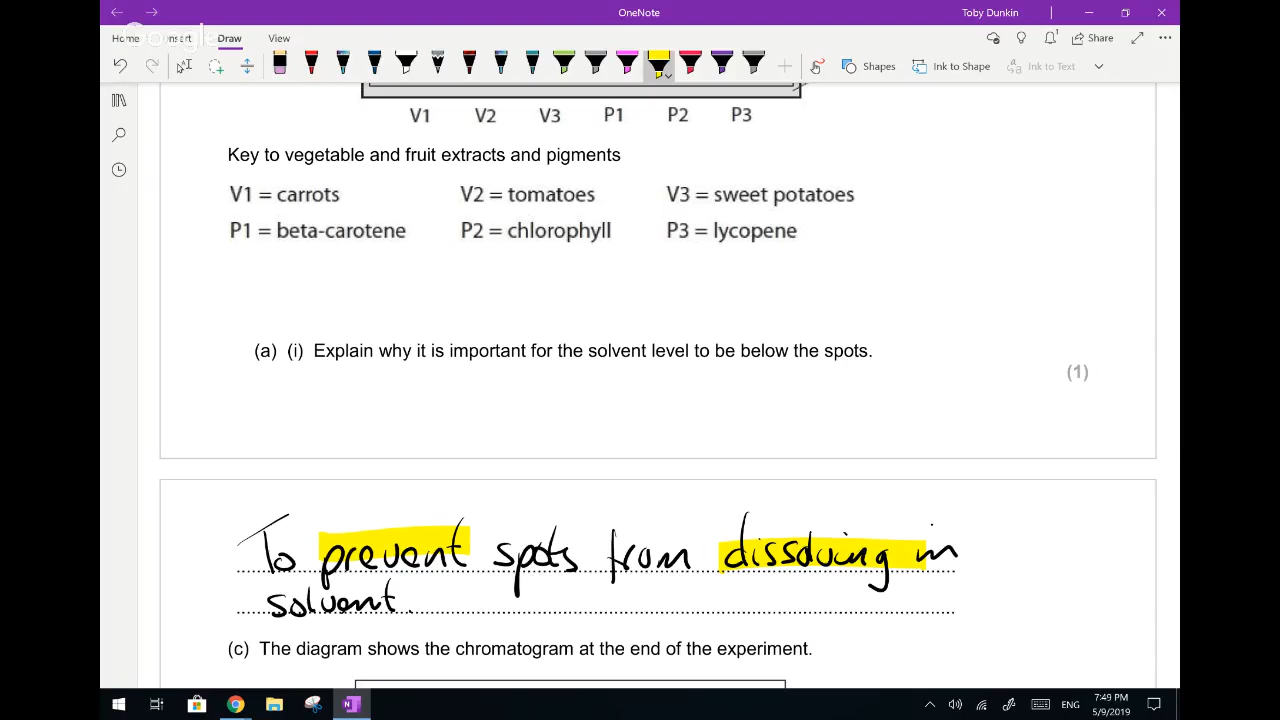 OneNote
Toby Dunkin
Google
Home Insert Draw View
Share
Shapes Ink to Shape Ink to Text
V1 V2 V3 P1 P2 P3
Key to vegetable and fruit extracts and pigments
V1 = carrots V2 = tomatoes V3 = sweet potatoes
P1 = beta-carotene P2 = chlorophyll P3 = lycopene
(a) (i) Explain why it is important for the solvent level to be below the spots.
(1)
To prevent spots from dissolving in
solvent.
(c) The diagram shows the chromatogram at the end of the experiment.
ENG
7:49 PM
5/9/2019